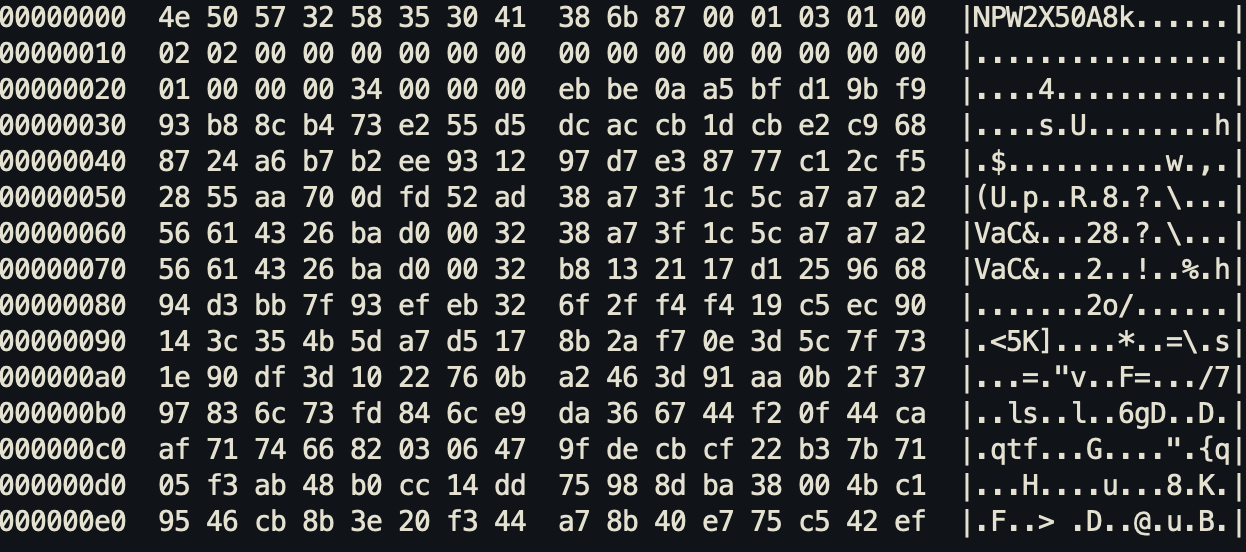 00000000  4e 50 57 32 58 35 30 41  38 6b 87 00 01 03 01 00  |NPW2X50A8k......|
00000010  02 02 00 00 00 00 00 00  00 00 00 00 00 00 00 00  |................|
00000020  01 00 00 00 34 00 00 00  eb be 0a a5 bf d1 9b f9  |....4...........|
00000030  93 b8 8c b4 73 e2 55 d5  dc ac cb 1d cb e2 c9 68  |....s.U........h|
00000040  87 24 a6 b7 b2 ee 93 12  97 d7 e3 87 77 c1 2c f5  |.$..........w.,.|
00000050  28 55 aa 70 0d fd 52 ad  38 a7 3f 1c 5c a7 a7 a2  |(U.p..R.8.?.\...|
00000060  56 61 43 26 ba d0 00 32  38 a7 3f 1c 5c a7 a7 a2  |VaC&...28.?.\...|
00000070  56 61 43 26 ba d0 00 32  b8 13 21 17 d1 25 96 68  |VaC&...2..!..%.h|
00000080  94 d3 bb 7f 93 ef eb 32  6f 2f f4 f4 19 c5 ec 90  |.......2o/......|
00000090  14 3c 35 4b 5d a7 d5 17  8b 2a f7 0e 3d 5c 7f 73  |.<5K]....*..=\.s|
000000a0  1e 90 df 3d 10 22 76 0b  a2 46 3d 91 aa 0b 2f 37  |...=."v..F=.../7|
000000b0  97 83 6c 73 fd 84 6c e9  da 36 67 44 f2 0f 44 ca  |..ls..l..6gD..D.|
000000c0  af 71 74 66 82 03 06 47  9f de cb cf 22 b3 7b 71  |.qtf...G....".{q|
000000d0  05 f3 ab 48 b0 cc 14 dd  75 98 8d ba 38 00 4b c1  |...H....u...8.K.|
000000e0  95 46 cb 8b 3e 20 f3 44  a7 8b 40 e7 75 c5 42 ef  |.F..> .D..@.u.B.|